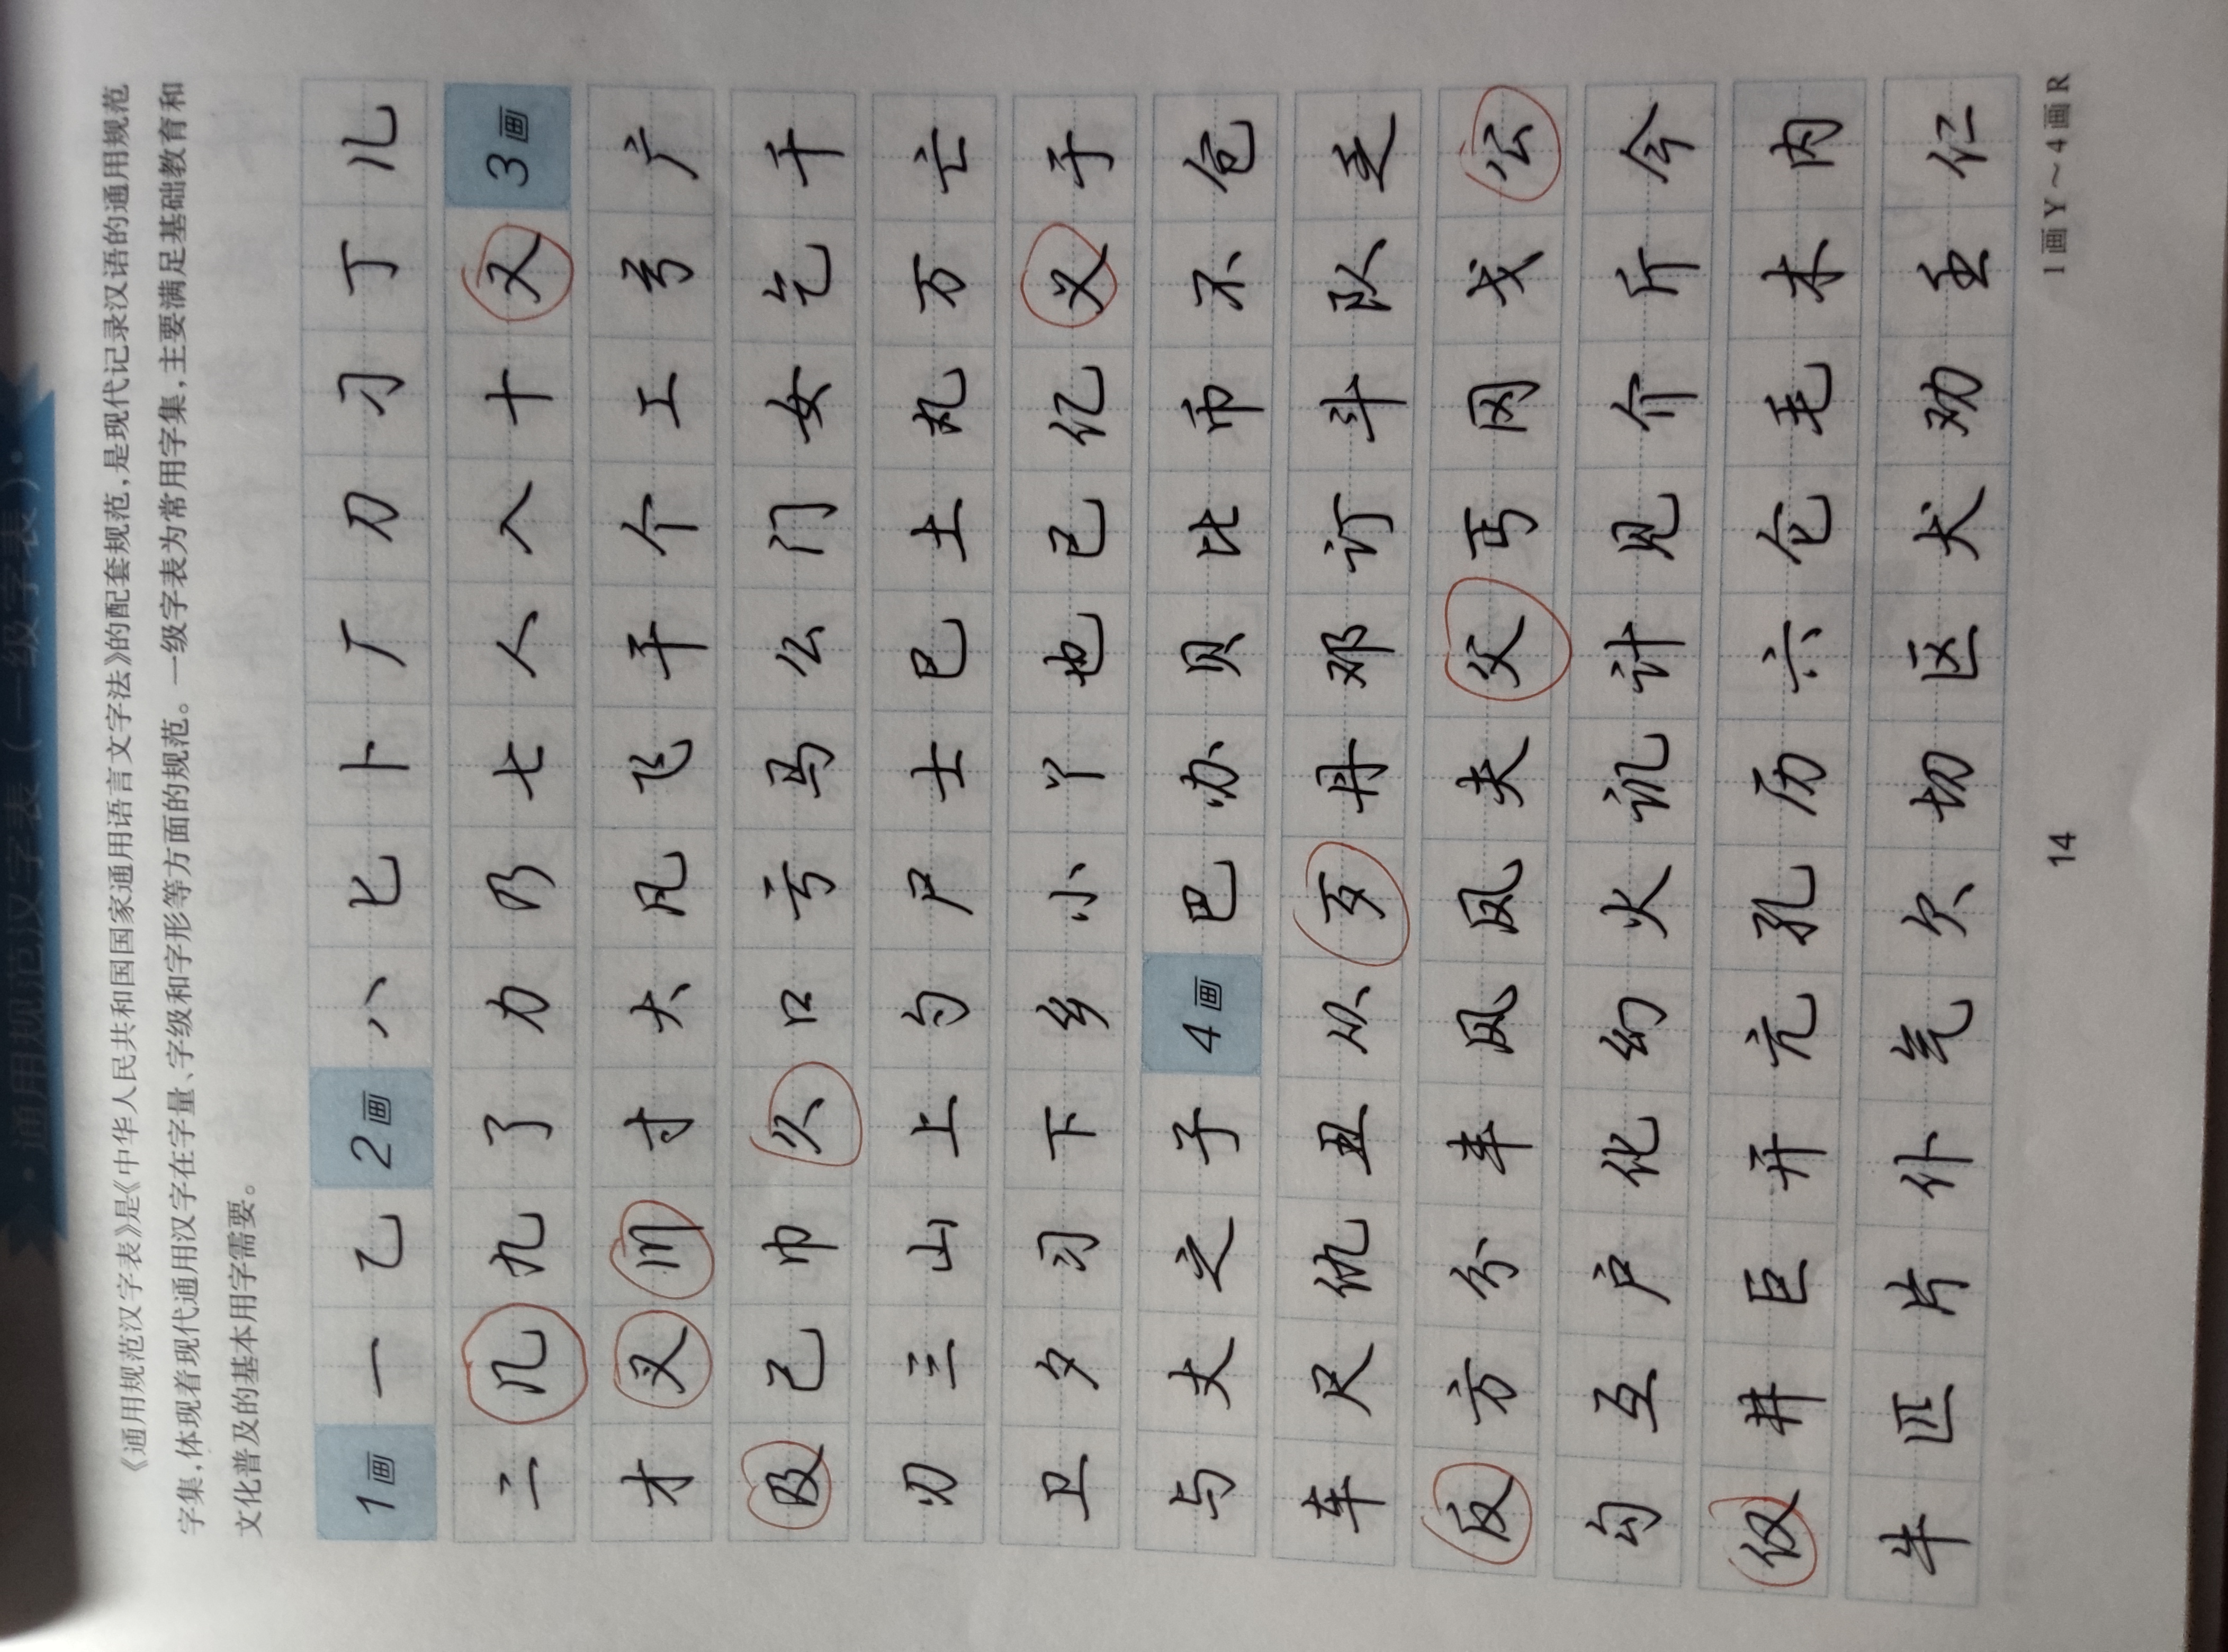 ·通用规范汉字表（一级字表）·
《通用规范汉字表》是《中华人民共和国国家通用语言文字法》的配套规范，是现代记录汉语的通用规范
字集，体现着现代通用汉字在字量、字级和字形等方面的规范。一级字表为常用字集，主要满足基础教育和
文化普及的基本用字需要。
1画 一 乙 2画 八 匕 卜 厂 刀 刁 丁 儿
二 几 九 了 力 乃 七 人 入 十 又 3画
才 叉 川 寸 大 凡 飞 干 个 工 弓 广
及 己 巾 久 口 亏 马 么 门 女 乞 千
刃 三 山 上 勺 尸 士 巳 土 丸 万 亡
卫 夕 习 下 乡 小 丫 也 已 亿 义 于
与 丈 之 子 4画 巴 办 贝 比 币 不 仓
车 尺 仇 丑 从 歹 丹 邓 订 斗 队 乏
反 方 分 丰 风 凤 夫 父 丐 冈 戈 公
勾 互 户 化 幻 火 讥 计 见 介 斤 今
仅 井 巨 开 亢 孔 历 六 仑 毛 木 内
牛 匹 片 仆 气 欠 切 区 犬 劝 壬 仁
14
1画Y～4画R